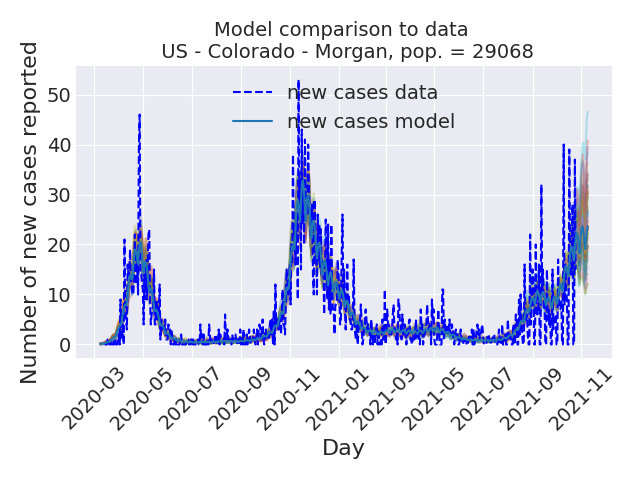 Model comparison to data
US - Colorado - Morgan, pop. = 29068
Number of new cases reported
50
40
30
20
10
0
new cases data
new cases model
2020-03
2020-05
2020-07
2020-09
2020-11
2021-01
2021-03
2021-05
2021-07
2021-09
2021-11
Day